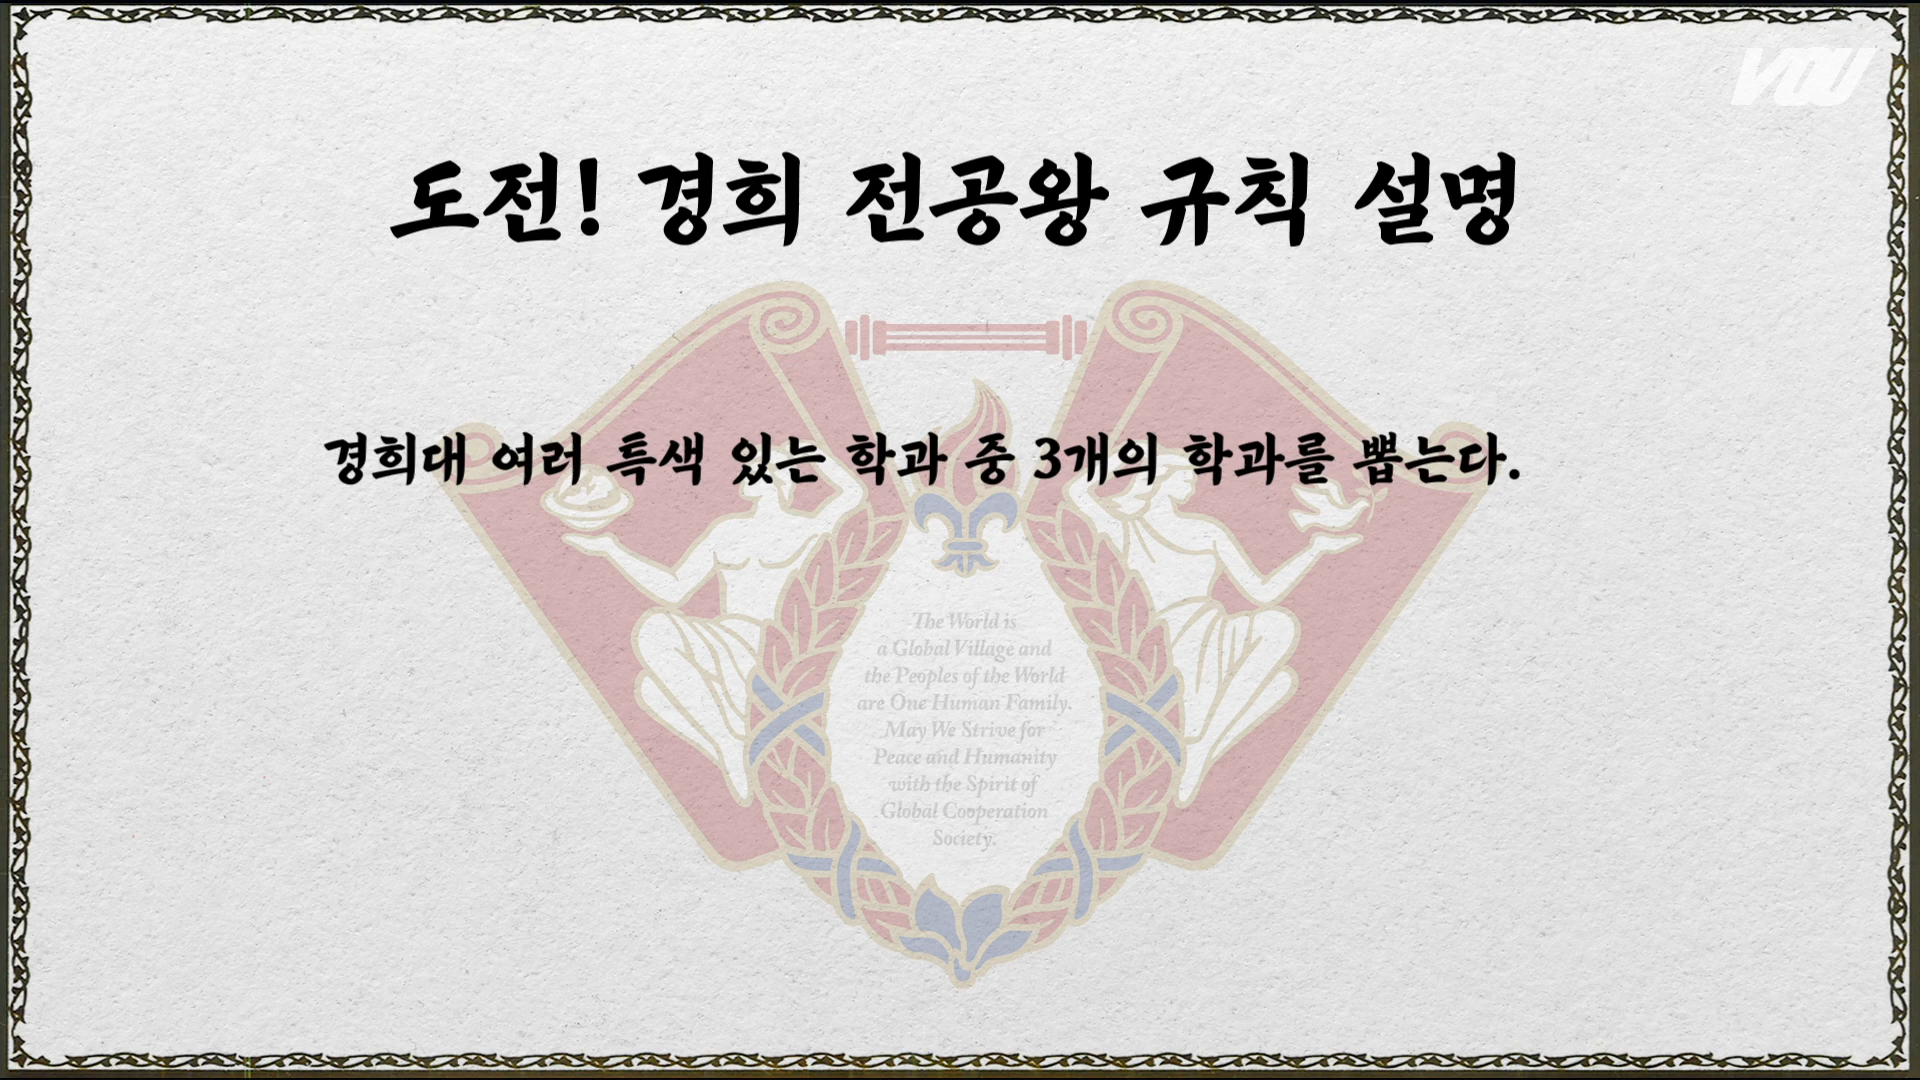 VOU
도전! 경희 전공왕 규칙 설명
경희대 여러 특색 있는 학과 중 3개의 학과를 뽑는다.
The World is
a Global Village and
the Peoples of the World
are One Human Family.
May We Strive for
Peace and Humanity
with the Spirit of
Global Cooperation
Society.